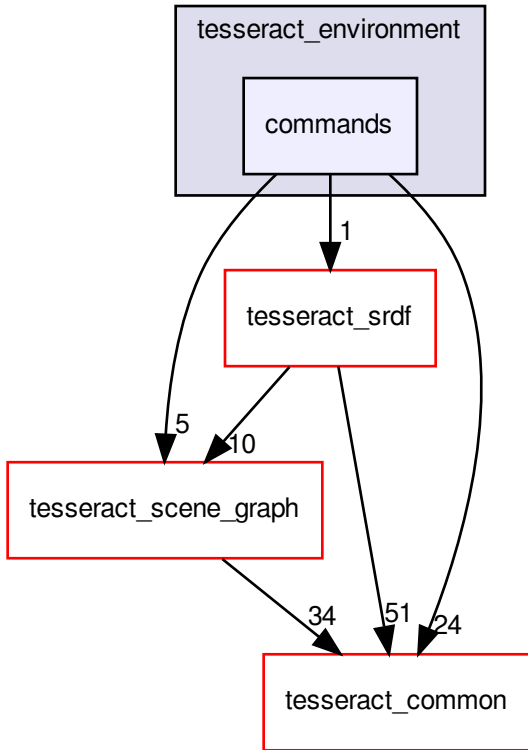 tesseract_environment
commands
1
tesseract_srdf
5
10
tesseract_scene_graph
34
51
24
tesseract_common